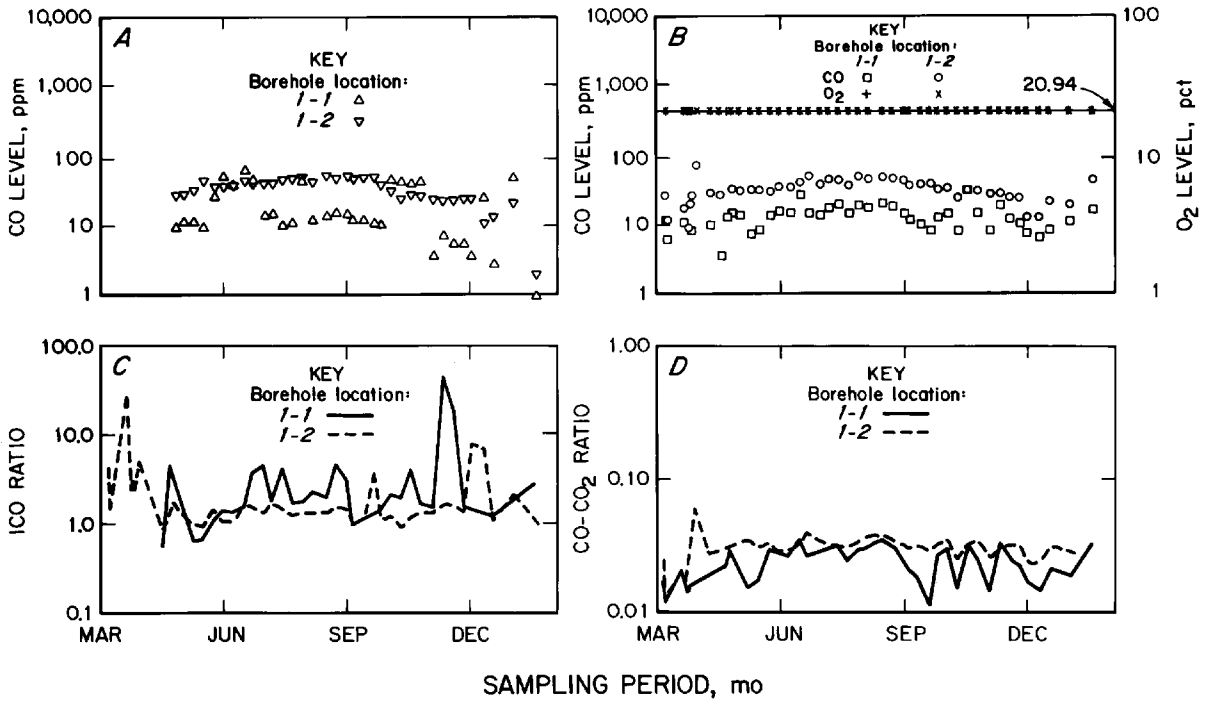 10,000
1,000
100
10
1
CO LEVEL, ppm
A
KEY
Borehole location:
1-1 △
1-2 ▽
10,000
1,000
100
10
1
CO LEVEL, ppm
B
KEY
Borehole location:
1-1 1-2
CO □ ○
O₂ + x
20.94
100
10
1
O₂ LEVEL, pct
100.0
10.0
1.0
0.1
ICO RATIO
C
KEY
Borehole location:
1-1
1-2
MAR JUN SEP DEC
1.00
0.10
0.01
CO-CO₂ RATIO
D
KEY
Borehole location:
1-1
1-2
MAR JUN SEP DEC
SAMPLING PERIOD, mo